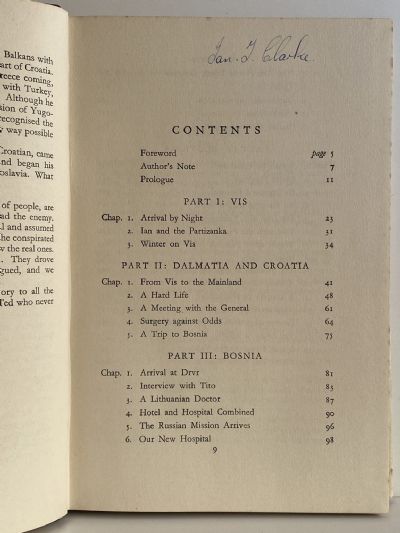 Balkans with
art of Croatia.
reece coming,
with Turkey,
Although he
sion of Yugo-
recognised the
way possible
Croatian, came
nd began his
oslavia. What
of people, are
ad the enemy.
l and assumed
he conspirated
w the real ones.
. They drove
gued, and we
ory to all the
Ted who never
Ian. J. Clarke.
CONTENTS
Foreword page 5
Author's Note 7
Prologue 11
PART I: VIS
Chap. 1. Arrival by Night 23
2. Ian and the Partizanka 31
3. Winter on Vis 34
PART II: DALMATIA AND CROATIA
Chap. 1. From Vis to the Mainland 41
2. A Hard Life 48
3. A Meeting with the General 61
4. Surgery against Odds 64
5. A Trip to Bosnia 75
PART III: BOSNIA
Chap. 1. Arrival at Drvr 81
2. Interview with Tito 83
3. A Lithuanian Doctor 87
4. Hotel and Hospital Combined 90
5. The Russian Mission Arrives 96
6. Our New Hospital 98
9